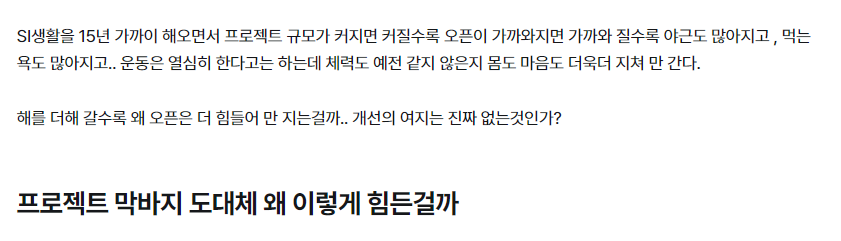 SI생활을 15년 가까이 해오면서 프로젝트 규모가 커지면 커질수록 오픈이 가까와지면 가까와 질수록 야근도 많아지고 , 먹는
욕도 많아지고.. 운동은 열심히 한다고는 하는데 체력도 예전 같지 않은지 몸도 마음도 더욱더 지쳐 만 간다.
해를 더해 갈수록 왜 오픈은 더 힘들어 만 지는걸까.. 개선의 여지는 진짜 없는것인가?
프로젝트 막바지 도대체 왜 이렇게 힘든걸까